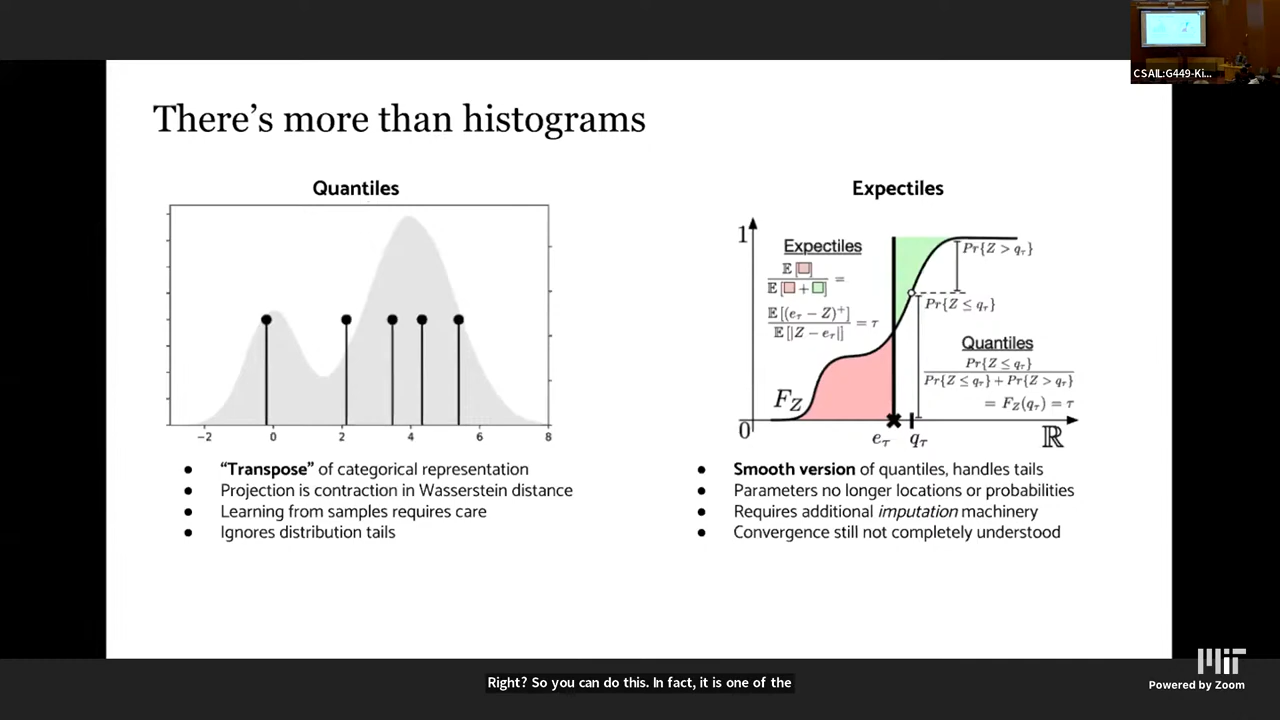 CSAIL:G449-Ki...
There's more than histograms
Quantiles
−2 0 2 4 6 8
"Transpose" of categorical representation
Projection is contraction in Wasserstein distance
Learning from samples requires care
Ignores distribution tails
Expectiles
1
Expectiles
𝔼[ ]
𝔼[ + ]
=
𝔼[(e_τ − Z)^+]
𝔼[|Z − e_τ|]
= τ
Pr{Z > q_τ}
Pr{Z ≤ q_τ}
Quantiles
Pr{Z ≤ q_τ}
Pr{Z ≤ q_τ} + Pr{Z > q_τ}
= F_Z(q_τ) = τ
F_Z
0
e_τ q_τ ℝ
Smooth version of quantiles, handles tails
Parameters no longer locations or probabilities
Requires additional imputation machinery
Convergence still not completely understood
MIT
Powered by Zoom
Right? So you can do this. In fact, it is one of the